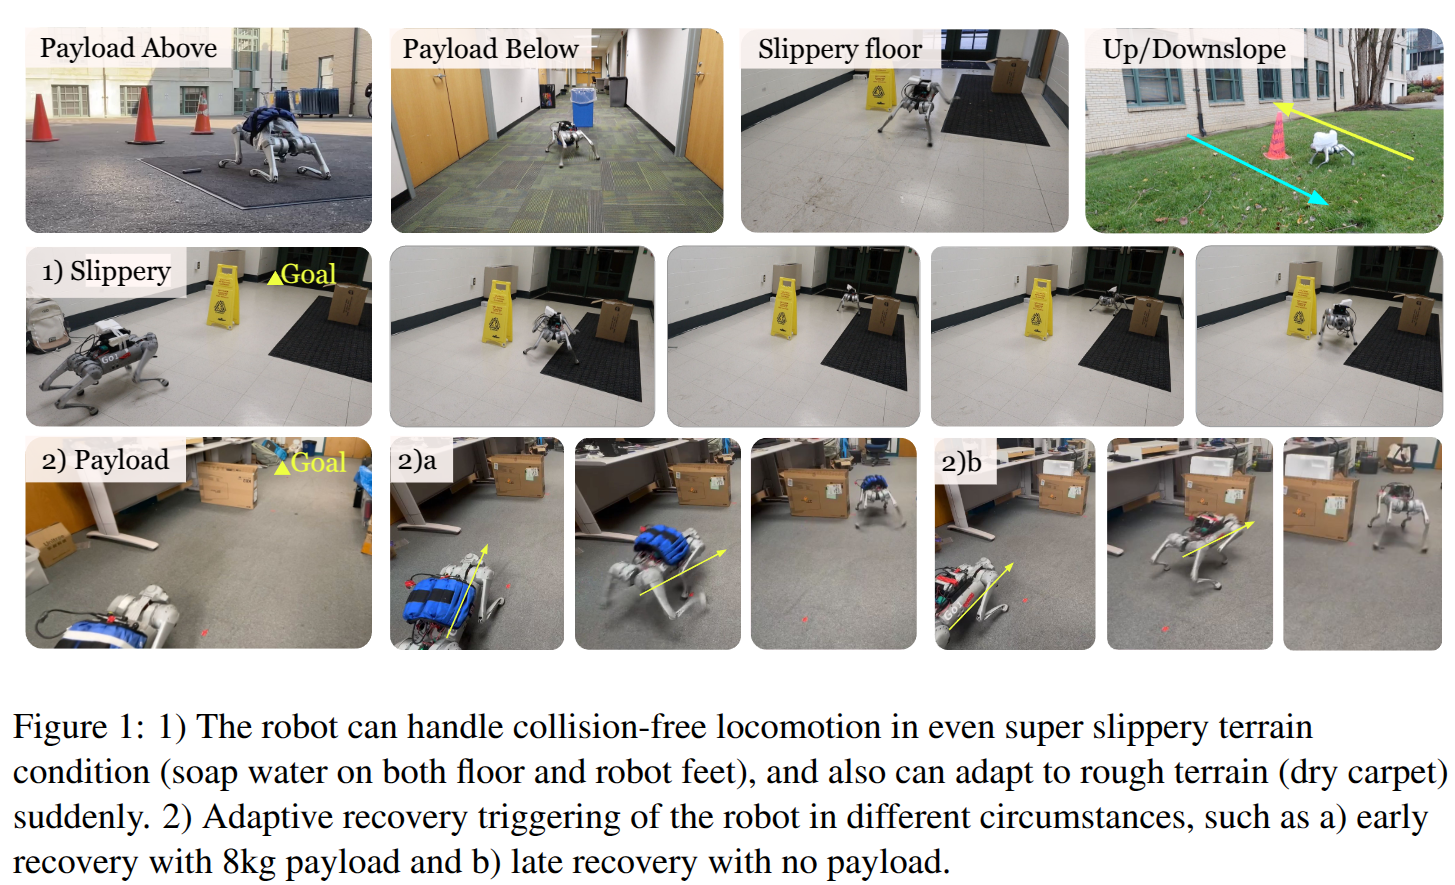 Payload Above
Payload Below
Slippery floor
Up/Downslope
1) Slippery
Goal
Go1
2) Payload
Goal
2)a
2)b
Go1
Figure 1: 1) The robot can handle collision-free locomotion in even super slippery terrain
condition (soap water on both floor and robot feet), and also can adapt to rough terrain (dry carpet)
suddenly. 2) Adaptive recovery triggering of the robot in different circumstances, such as a) early
recovery with 8kg payload and b) late recovery with no payload.